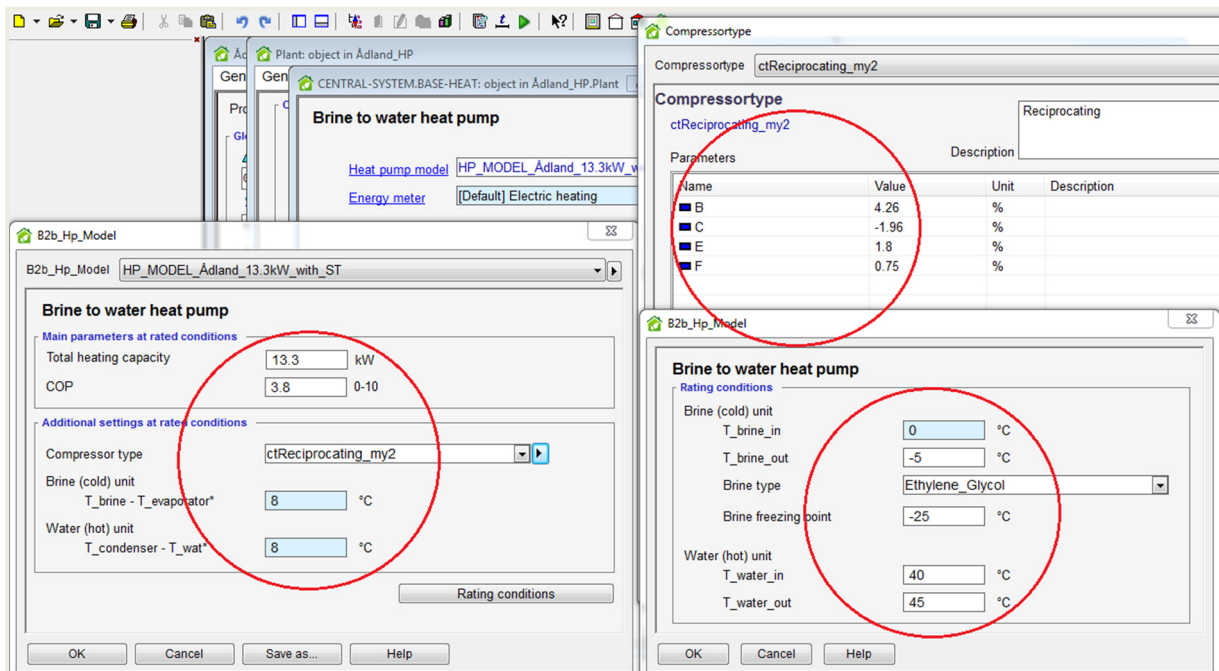 Compressortype
Åd
Plant: object in Ådland_HP
Compressortype ctReciprocating_my2
Gen
Gen
CENTRAL-SYSTEM.BASE-HEAT: object in Ådland_HP.Plant
Pro
Brine to water heat pump
Compressortype
ctReciprocating_my2
Description
Reciprocating
Parameters
Heat pump model HP_MODEL_Ådland_13.3kW_w
Energy meter [Default] Electric heating
Name Value Unit Description
B 4.26 %
C -1.96 %
E 1.8 %
F 0.75 %
B2b_Hp_Model
B2b_Hp_Model HP_MODEL_Ådland_13.3kW_with_ST
Brine to water heat pump
Main parameters at rated conditions
Total heating capacity 13.3 kW
COP 3.8 0-10
Additional settings at rated conditions
Compressor type ctReciprocating_my2
Brine (cold) unit
T_brine - T_evaporator* 8 °C
Water (hot) unit
T_condenser - T_wat* 8 °C
Rating conditions
OK Cancel Save as... Help
B2b_Hp_Model
Brine to water heat pump
Rating conditions
Brine (cold) unit
T_brine_in 0 °C
T_brine_out -5 °C
Brine type Ethylene_Glycol
Brine freezing point -25 °C
Water (hot) unit
T_water_in 40 °C
T_water_out 45 °C
OK Cancel Help